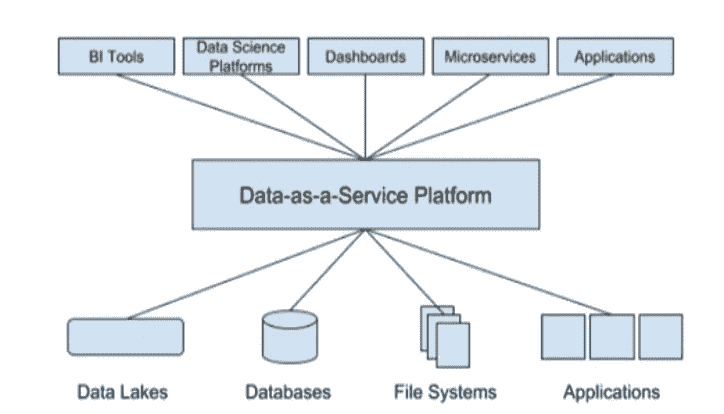 BI Tools
Data Science
Platforms
Dashboards
Microservices
Applications
Data-as-a-Service Platform
Data Lakes
Databases
File Systems
Applications